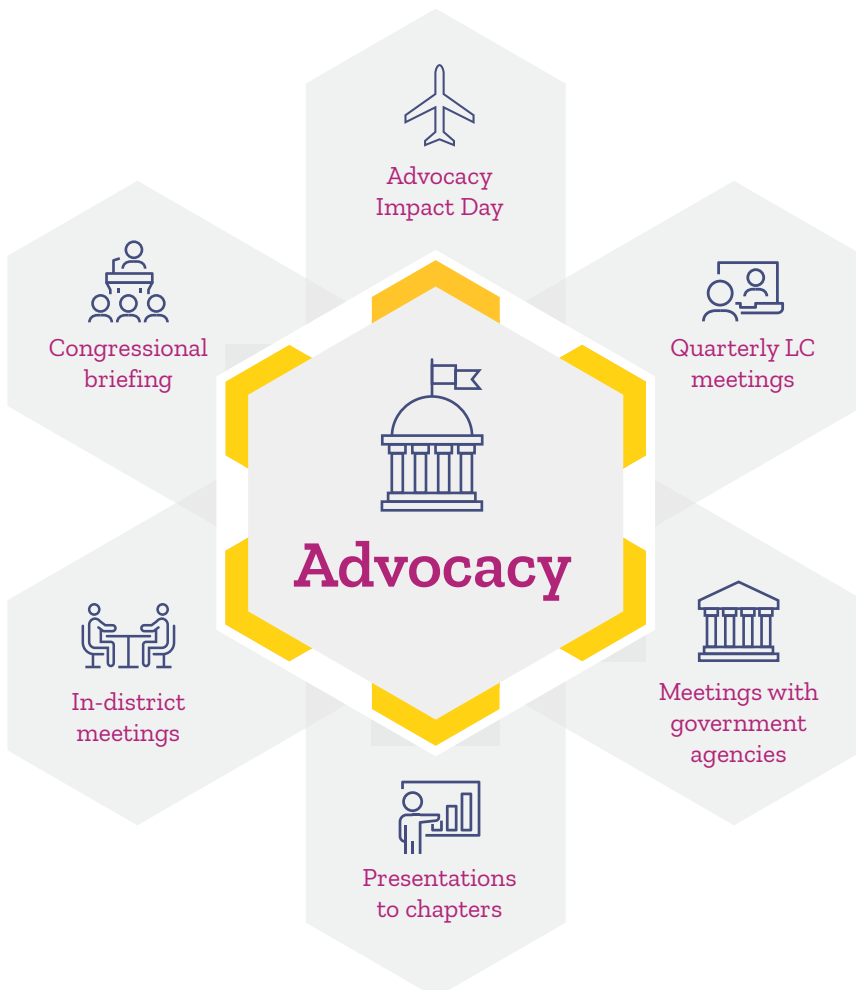 Advocacy
Impact Day
Congressional
briefing
Quarterly LC
meetings
Advocacy
In-district
meetings
Meetings with
government
agencies
Presentations
to chapters